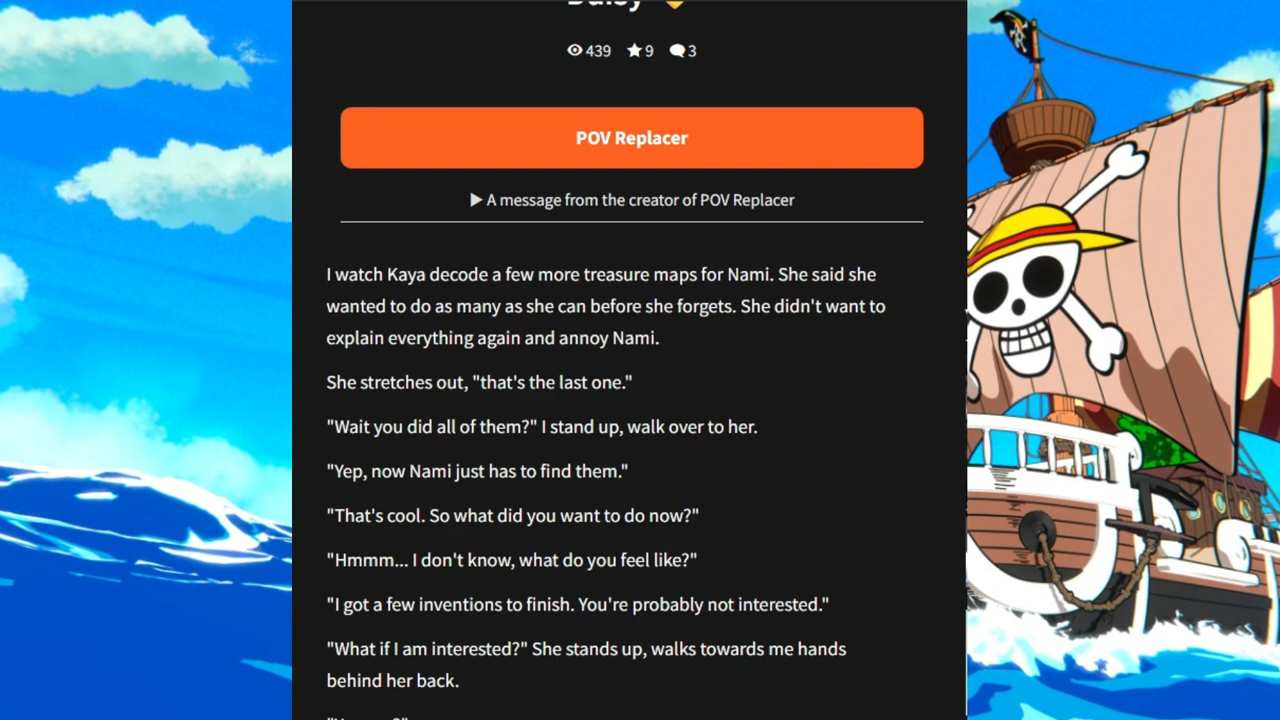 Daisy
439 9 3
POV Replacer
▶ A message from the creator of POV Replacer
I watch Kaya decode a few more treasure maps for Nami. She said she
wanted to do as many as she can before she forgets. She didn't want to
explain everything again and annoy Nami.
She stretches out, "that's the last one."
"Wait you did all of them?" I stand up, walk over to her.
"Yep, now Nami just has to find them."
"That's cool. So what did you want to do now?"
"Hmmm... I don't know, what do you feel like?"
"I got a few inventions to finish. You're probably not interested."
"What if I am interested?" She stands up, walks towards me hands
behind her back.